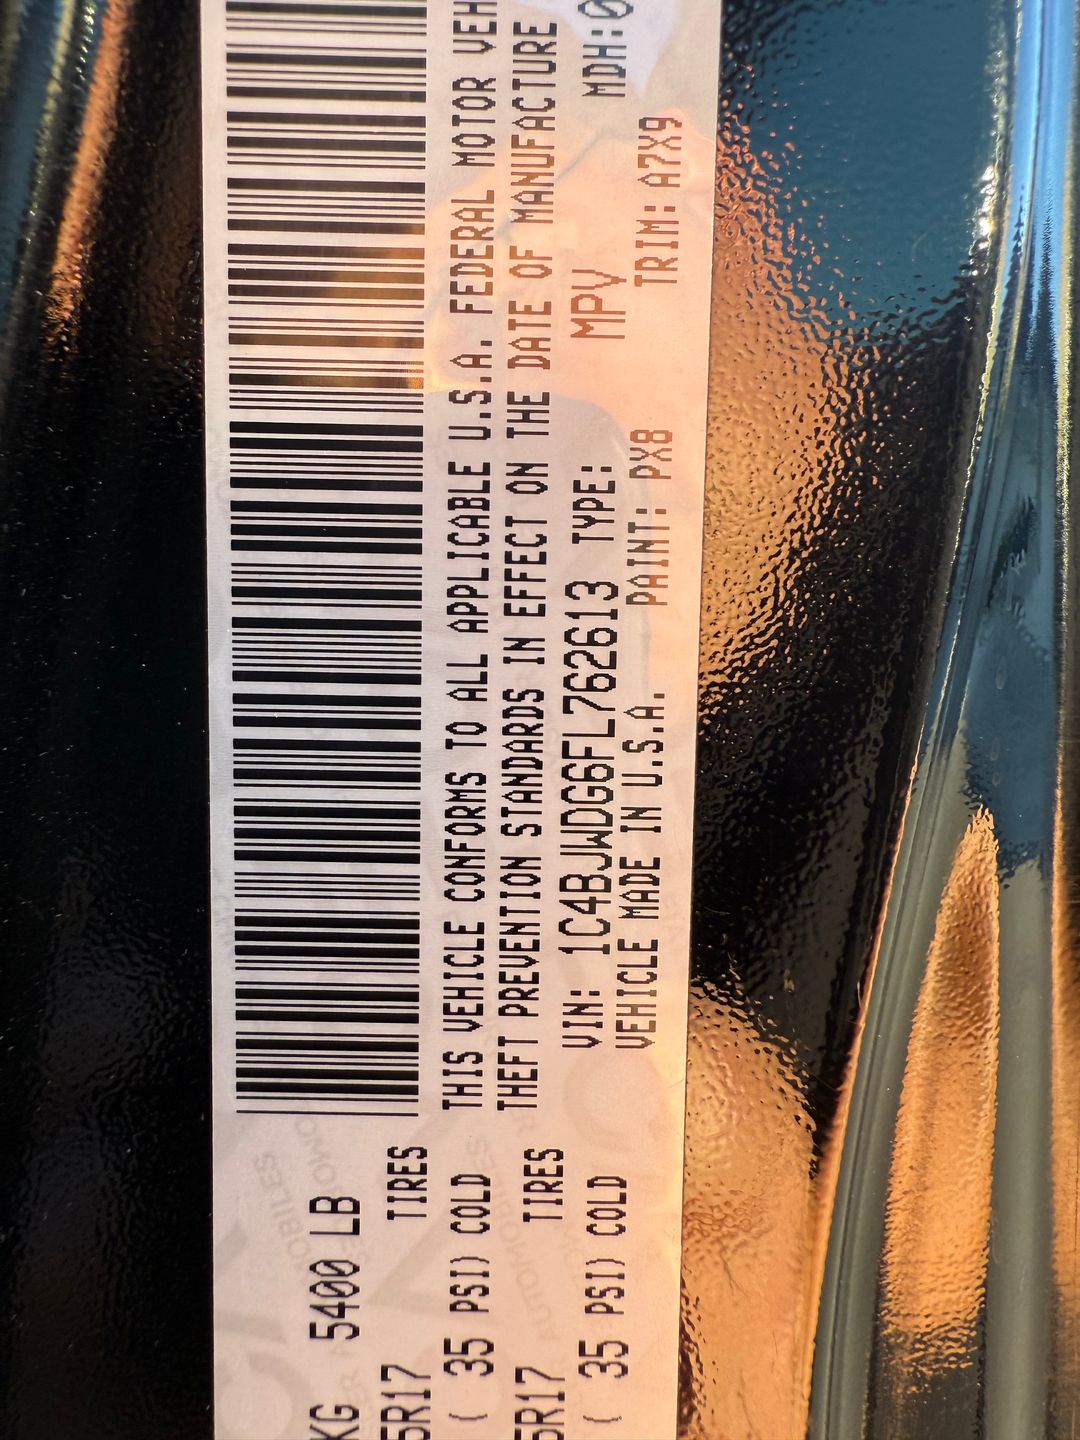 KG 5400 LB
5R17 TIRES
( 35 PSI) COLD
5R17 TIRES
( 35 PSI) COLD
THIS VEHICLE CONFORMS TO ALL APPLICABLE U.S.A. FEDERAL MOTOR VEH
THEFT PREVENTION STANDARDS IN EFFECT ON THE DATE OF MANUFACTURE
VIN: 1C4BJWDG6FL762613 TYPE: MPV MDH:0
VEHICLE MADE IN U.S.A. PAINT: PX8 TRIM: A7X9